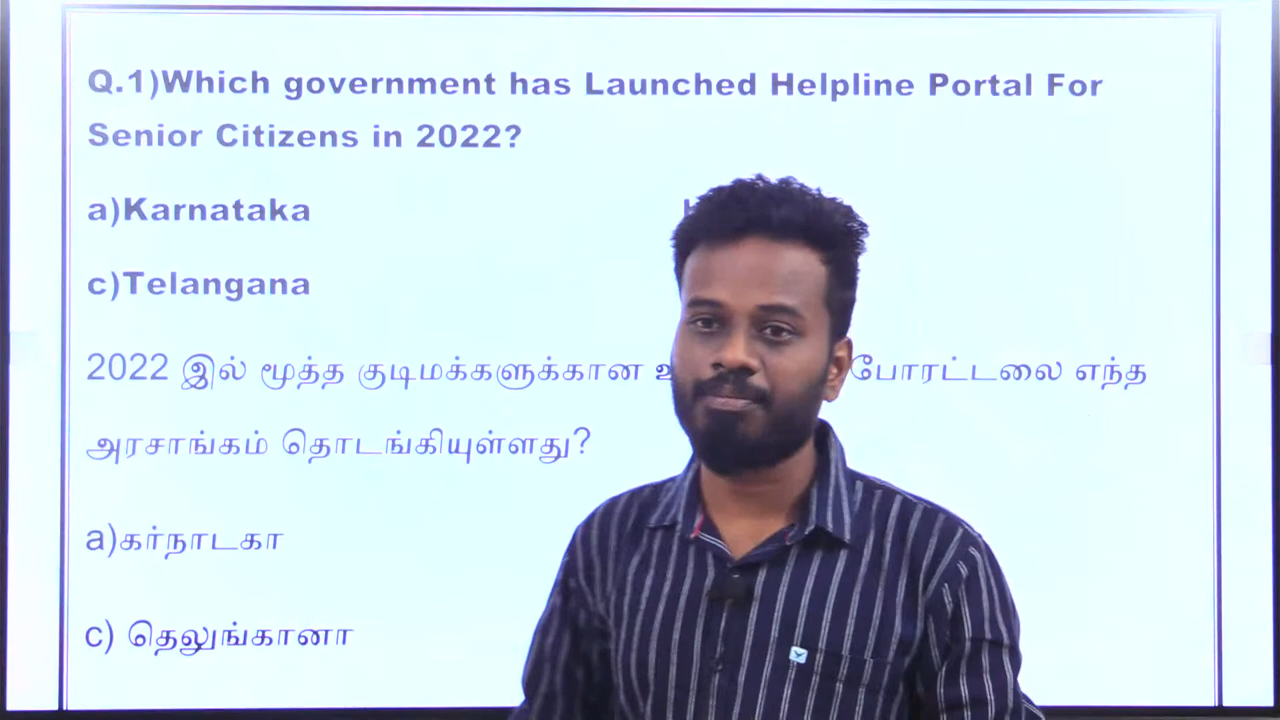 Q.1)Which government has Launched Helpline Portal For
Senior Citizens in 2022?
a)Karnataka
c)Telangana
2022 இல் மூத்த குடிமக்களுக்கான போரட்டலை எந்த
அரசாங்கம் தொடங்கியுள்ளது?
a)கர்நாடகா
c) தெலுங்கானா